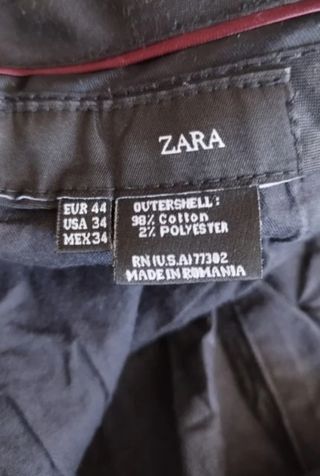 ZARA
EUR 44
USA 34
MEX 34
OUTERSHELL:
98% Cotton
2% POLYESTER
RN(U.S.A)77302
MADE IN ROMANIA